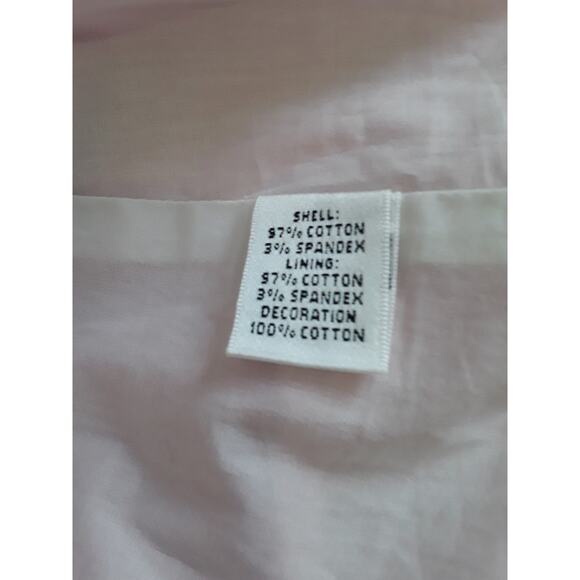 SHELL:
97% COTTON
3% SPANDEX
LINING:
97% COTTON
3% SPANDEX
DECORATION
100% COTTON